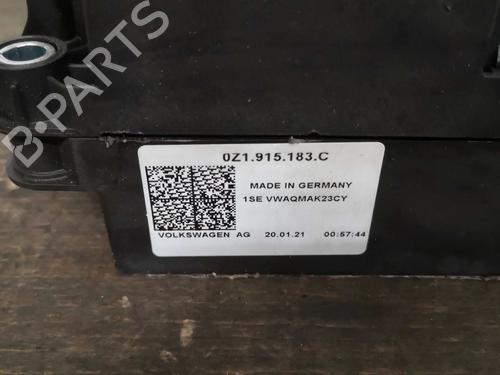 B-PARTS
0Z1.915.183.C
MADE IN GERMANY
1SE VWAQMAK23CY
VOLKSWAGEN AG 20.01.21 00:57:44